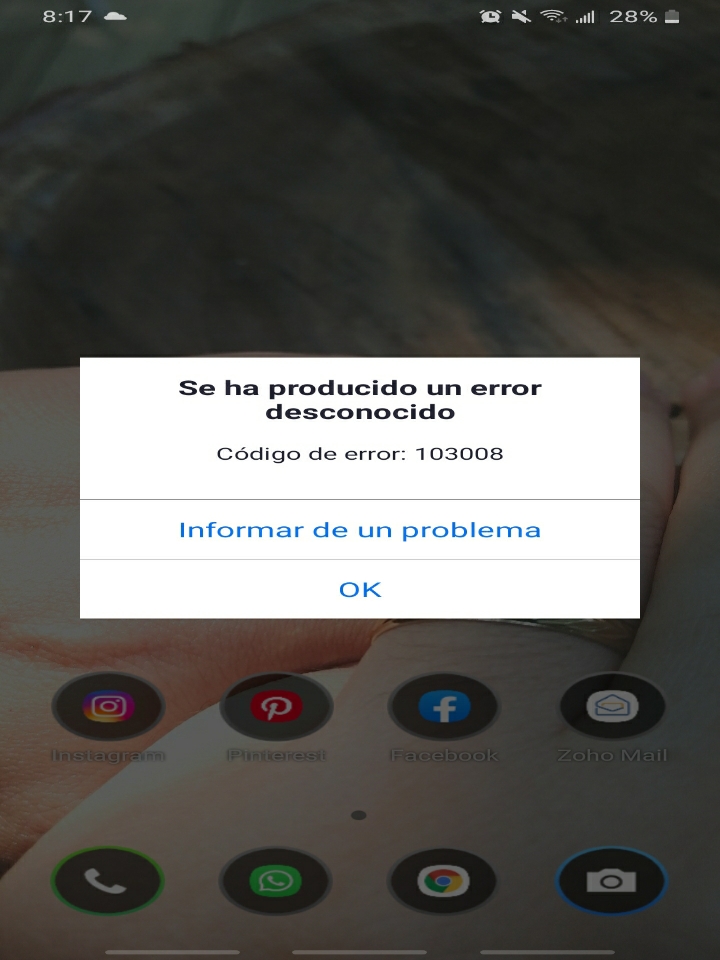 8:17 28%
Se ha producido un error
desconocido
Código de error: 103008
Informar de un problema
OK
Instagram Pinterest Facebook Zoho Mail